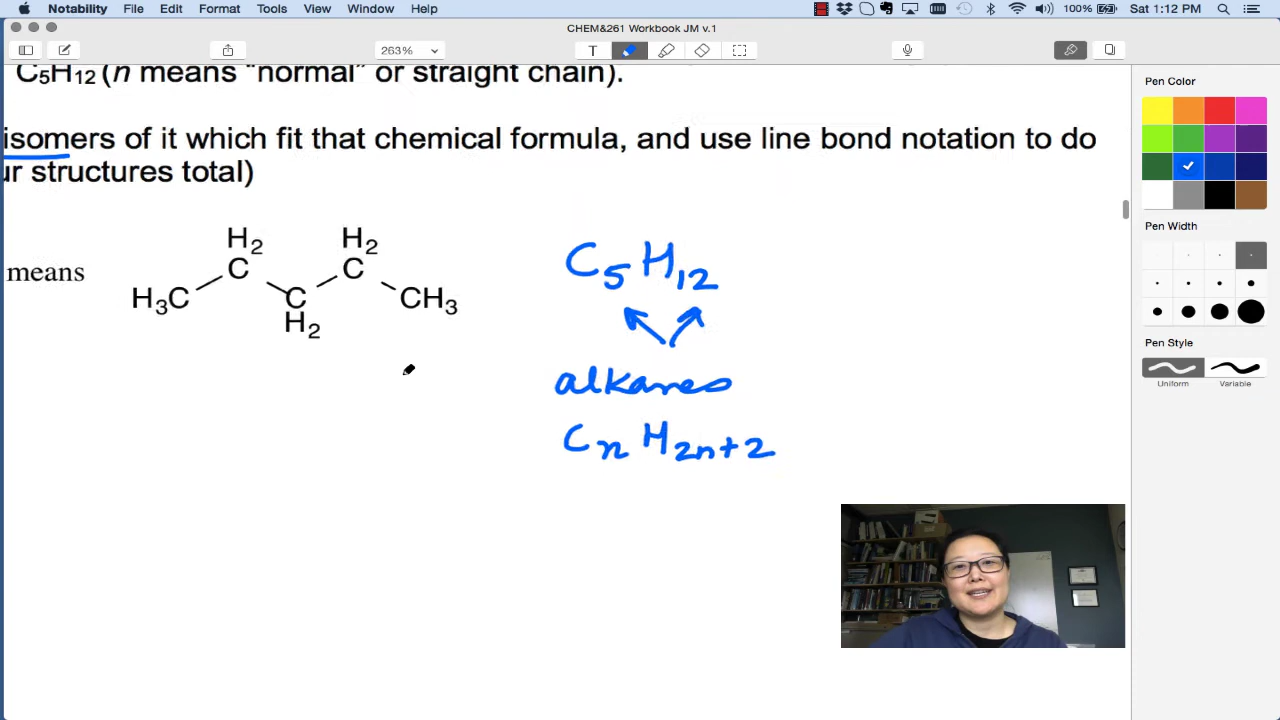 Notability File Edit Format Tools View Window Help 100% Sat 1:12 PM
CHEM&261 Workbook JM v.1
263% T
C5H12 (n means “normal” or straight chain).
isomers of it which fit that chemical formula, and use line bond notation to do
ur structures total)
means
H2 H2
C C
H3C C CH3
H2
C5H12
alkanes
CnH2n+2
Pen Color
Pen Width
Pen Style
Uniform Variable